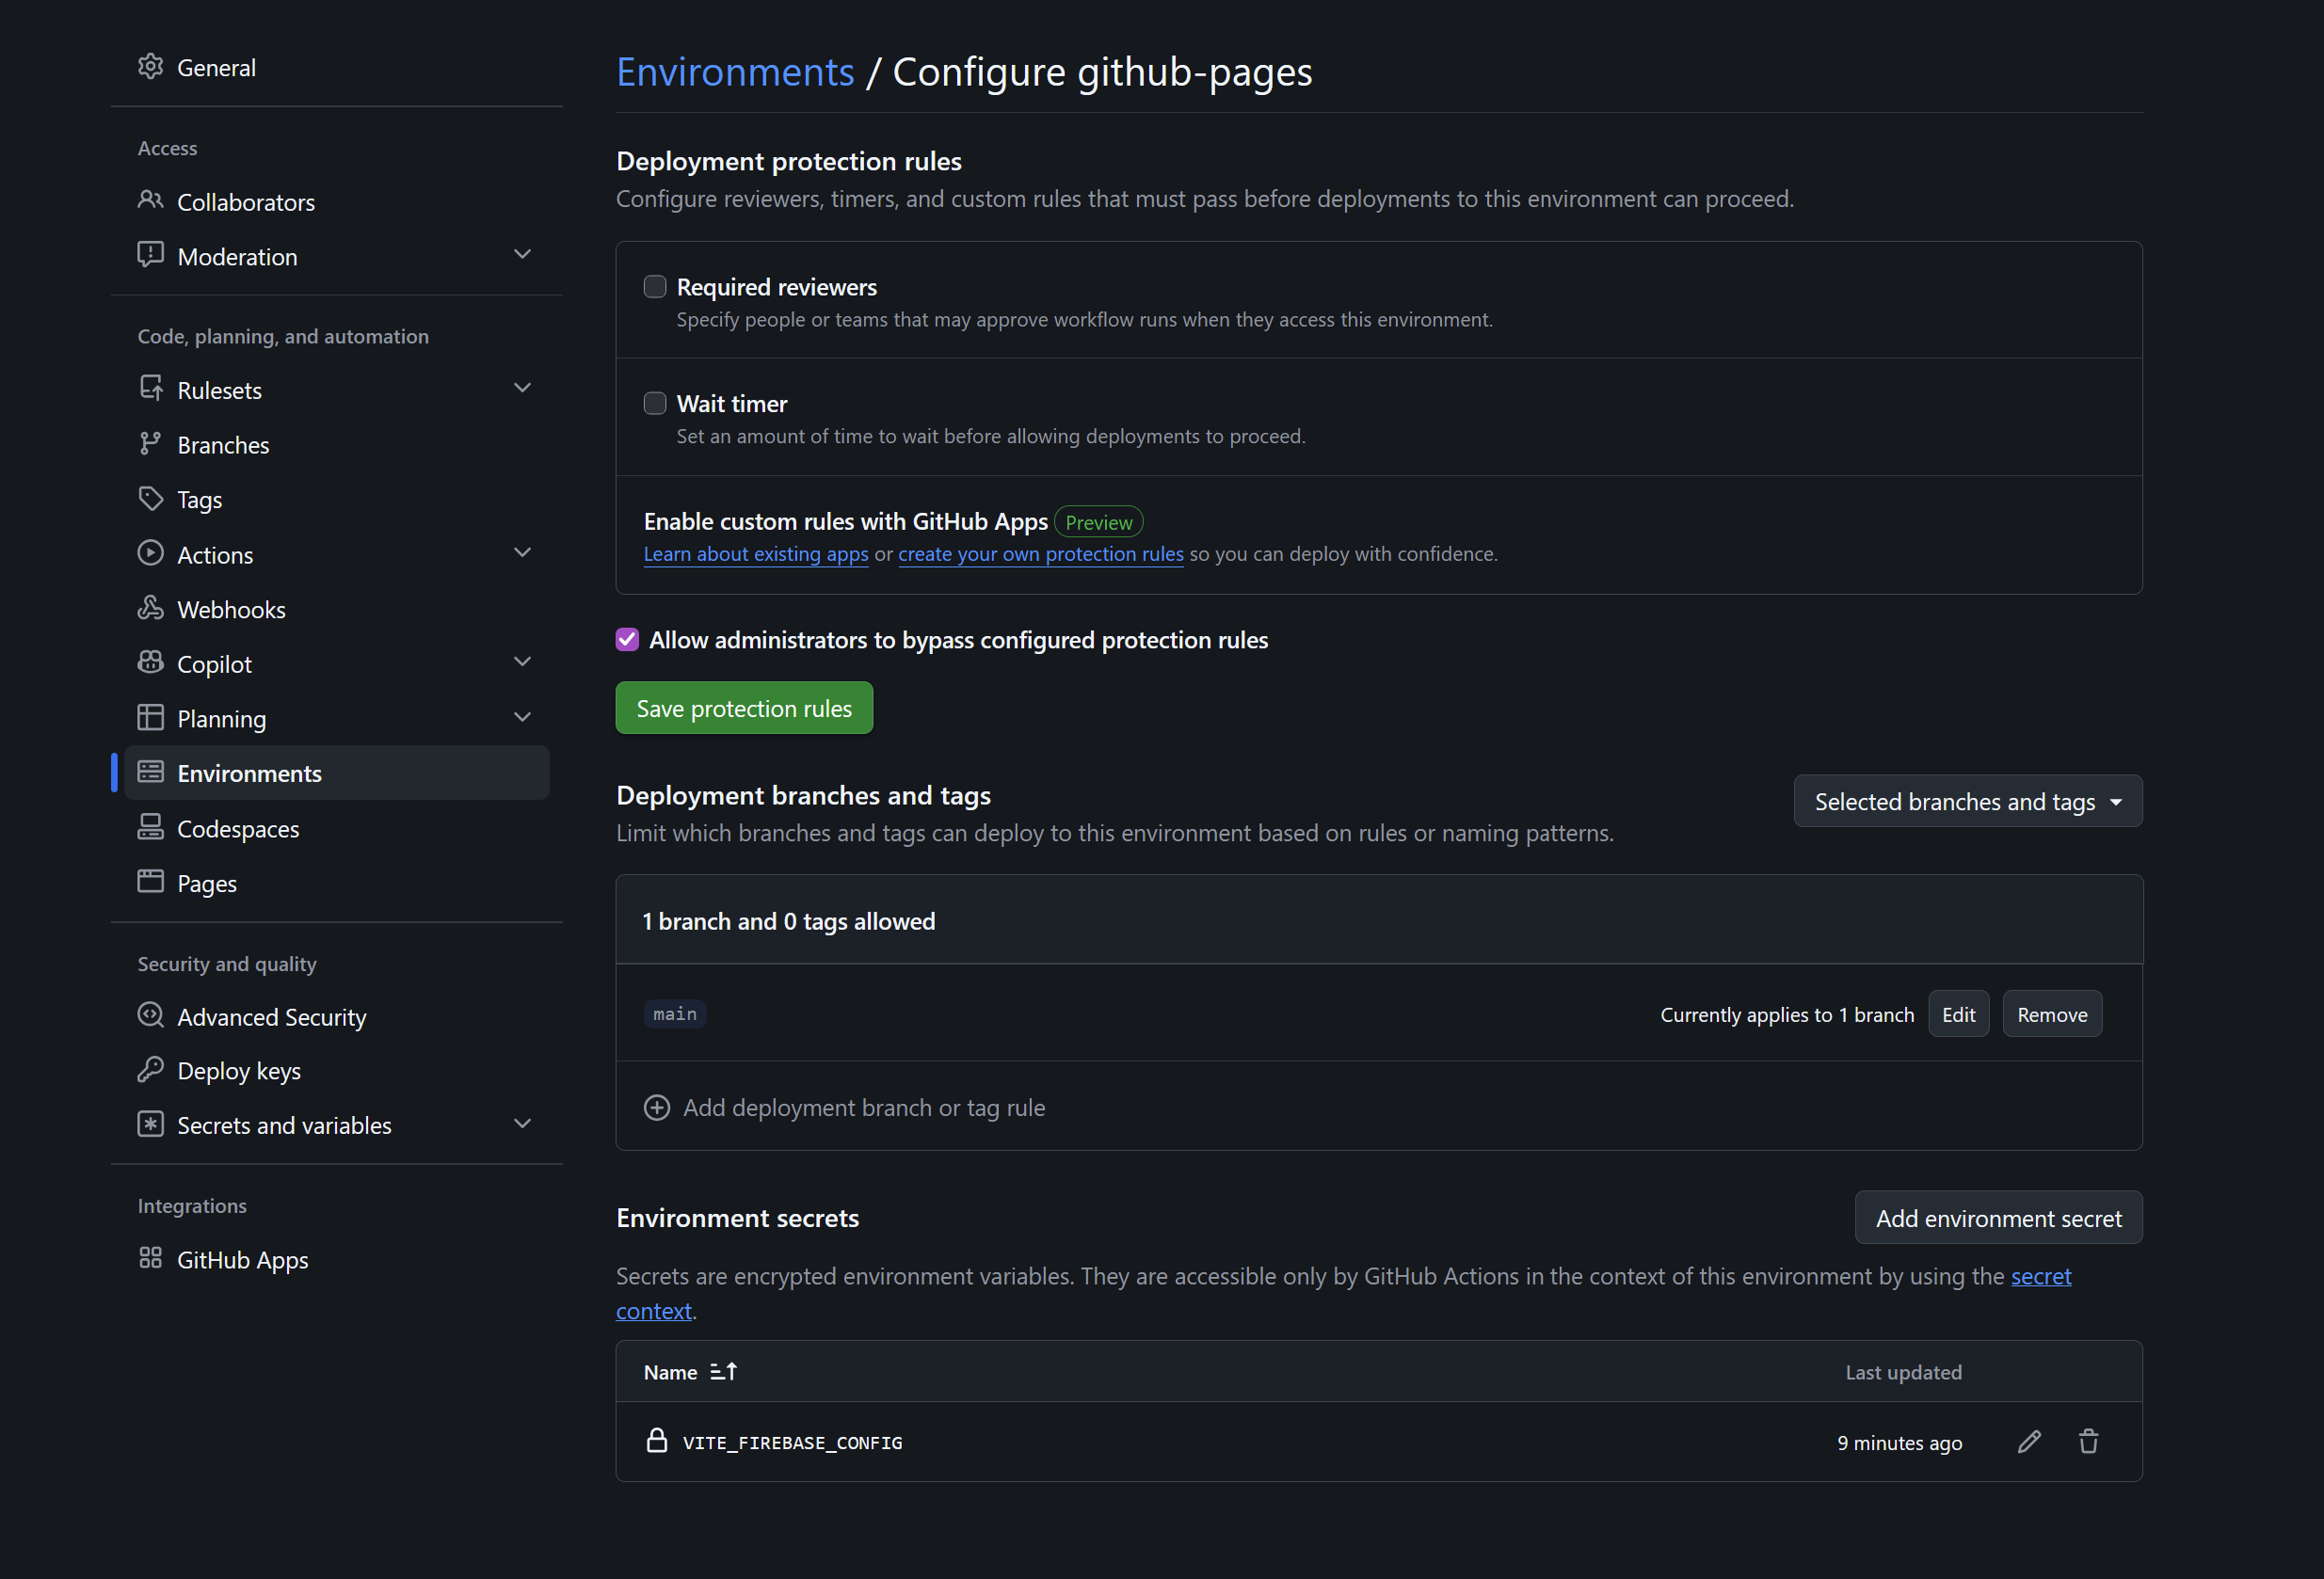 General
Access
Collaborators
Moderation
Code, planning, and automation
Rulesets
Branches
Tags
Actions
Webhooks
Copilot
Planning
Environments
Codespaces
Pages
Security and quality
Advanced Security
Deploy keys
Secrets and variables
Integrations
GitHub Apps
Environments / Configure github-pages
Deployment protection rules
Configure reviewers, timers, and custom rules that must pass before deployments to this environment can proceed.
Required reviewers
Specify people or teams that may approve workflow runs when they access this environment.
Wait timer
Set an amount of time to wait before allowing deployments to proceed.
Enable custom rules with GitHub Apps Preview
Learn about existing apps or create your own protection rules so you can deploy with confidence.
Allow administrators to bypass configured protection rules
Save protection rules
Deployment branches and tags
Selected branches and tags
Limit which branches and tags can deploy to this environment based on rules or naming patterns.
1 branch and 0 tags allowed
main Currently applies to 1 branch Edit Remove
Add deployment branch or tag rule
Environment secrets
Add environment secret
Secrets are encrypted environment variables. They are accessible only by GitHub Actions in the context of this environment by using the secret
context.
Name Last updated
VITE_FIREBASE_CONFIG 9 minutes ago